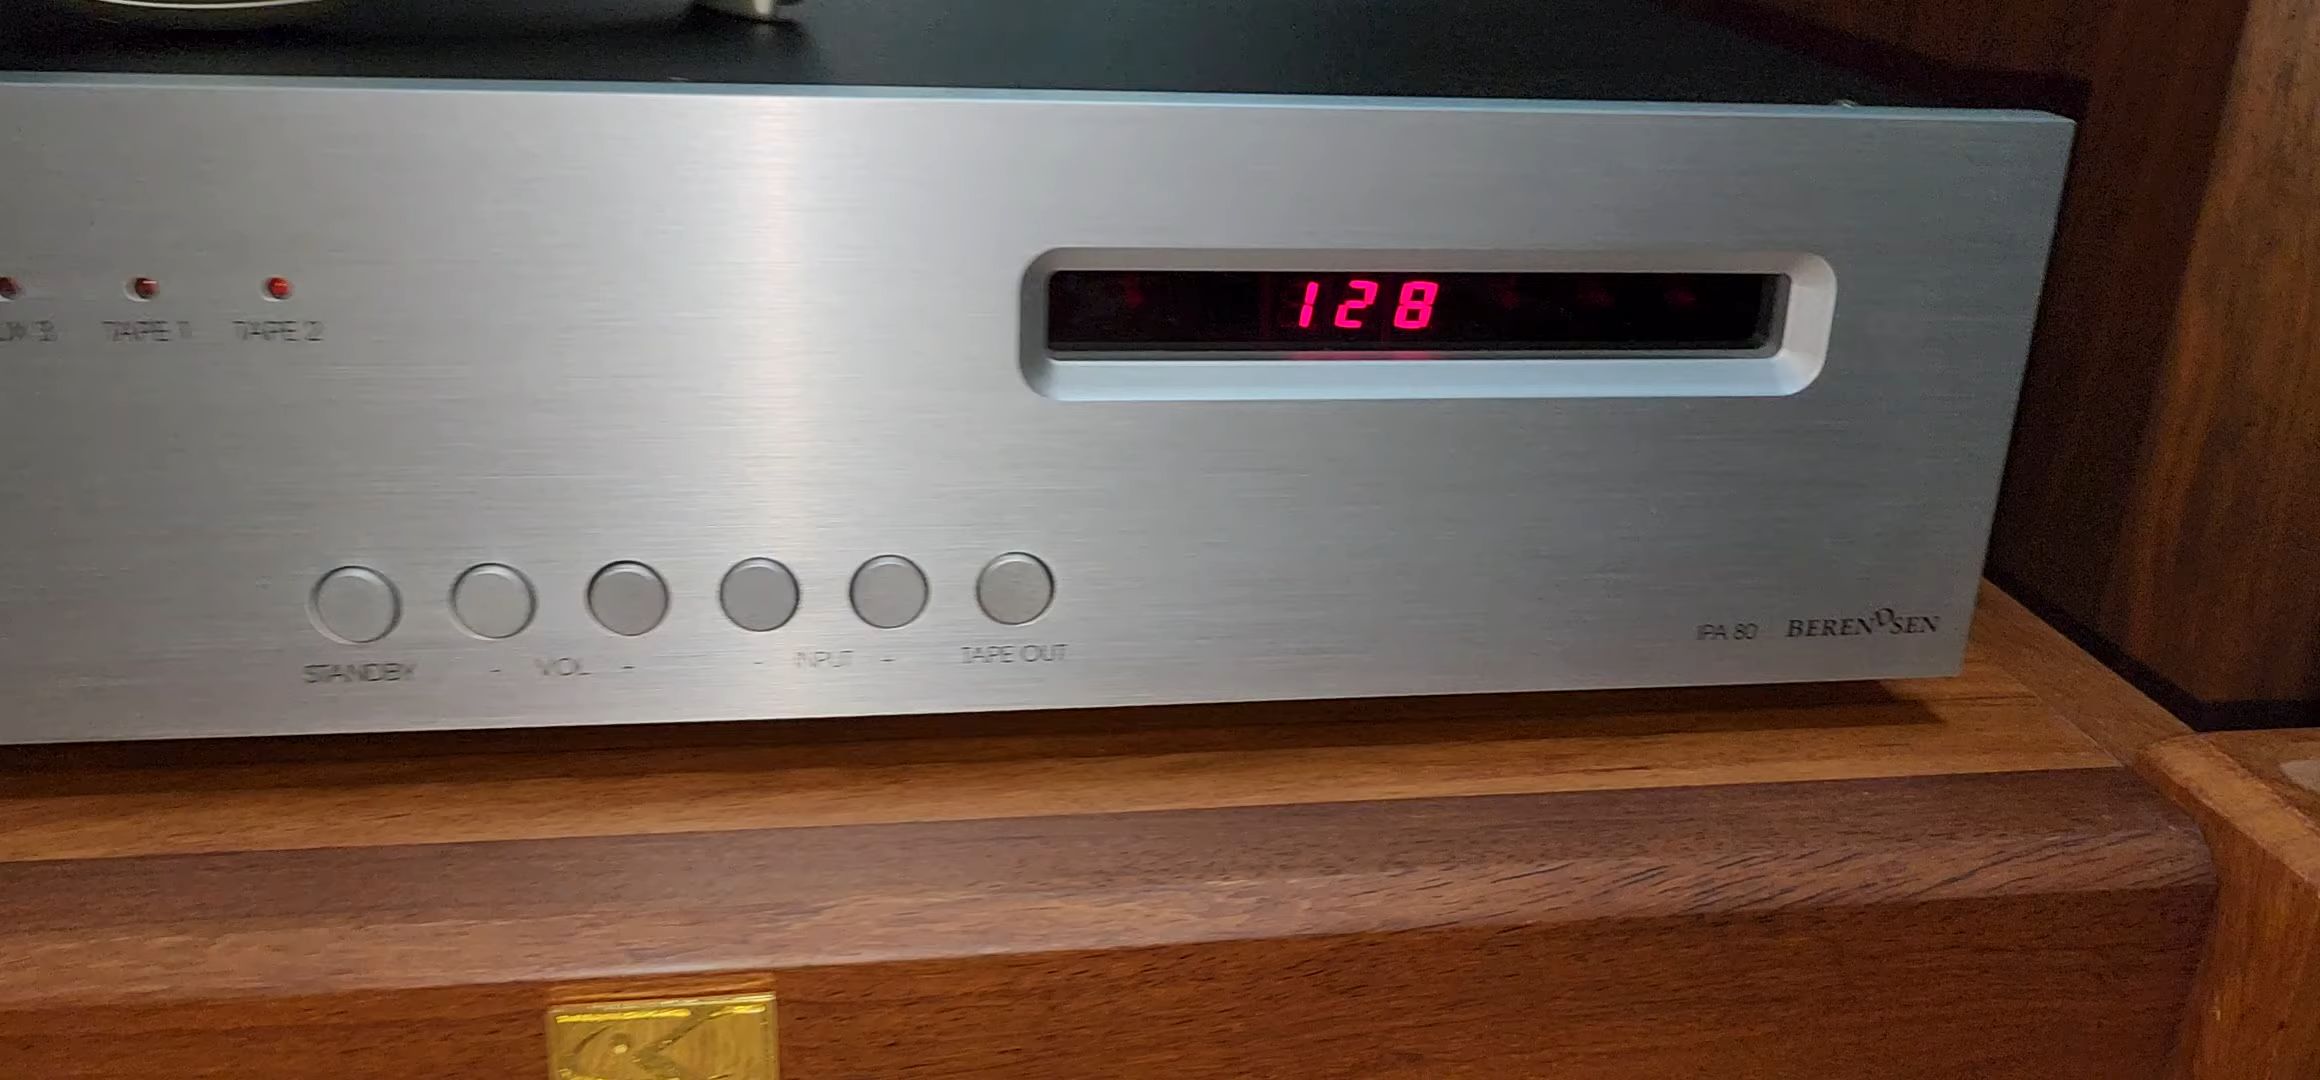 128
TAPE 1 TAPE 2
STANDBY - VOL - - INPUT + TAPE OUT
IPA 80 BERENDSEN